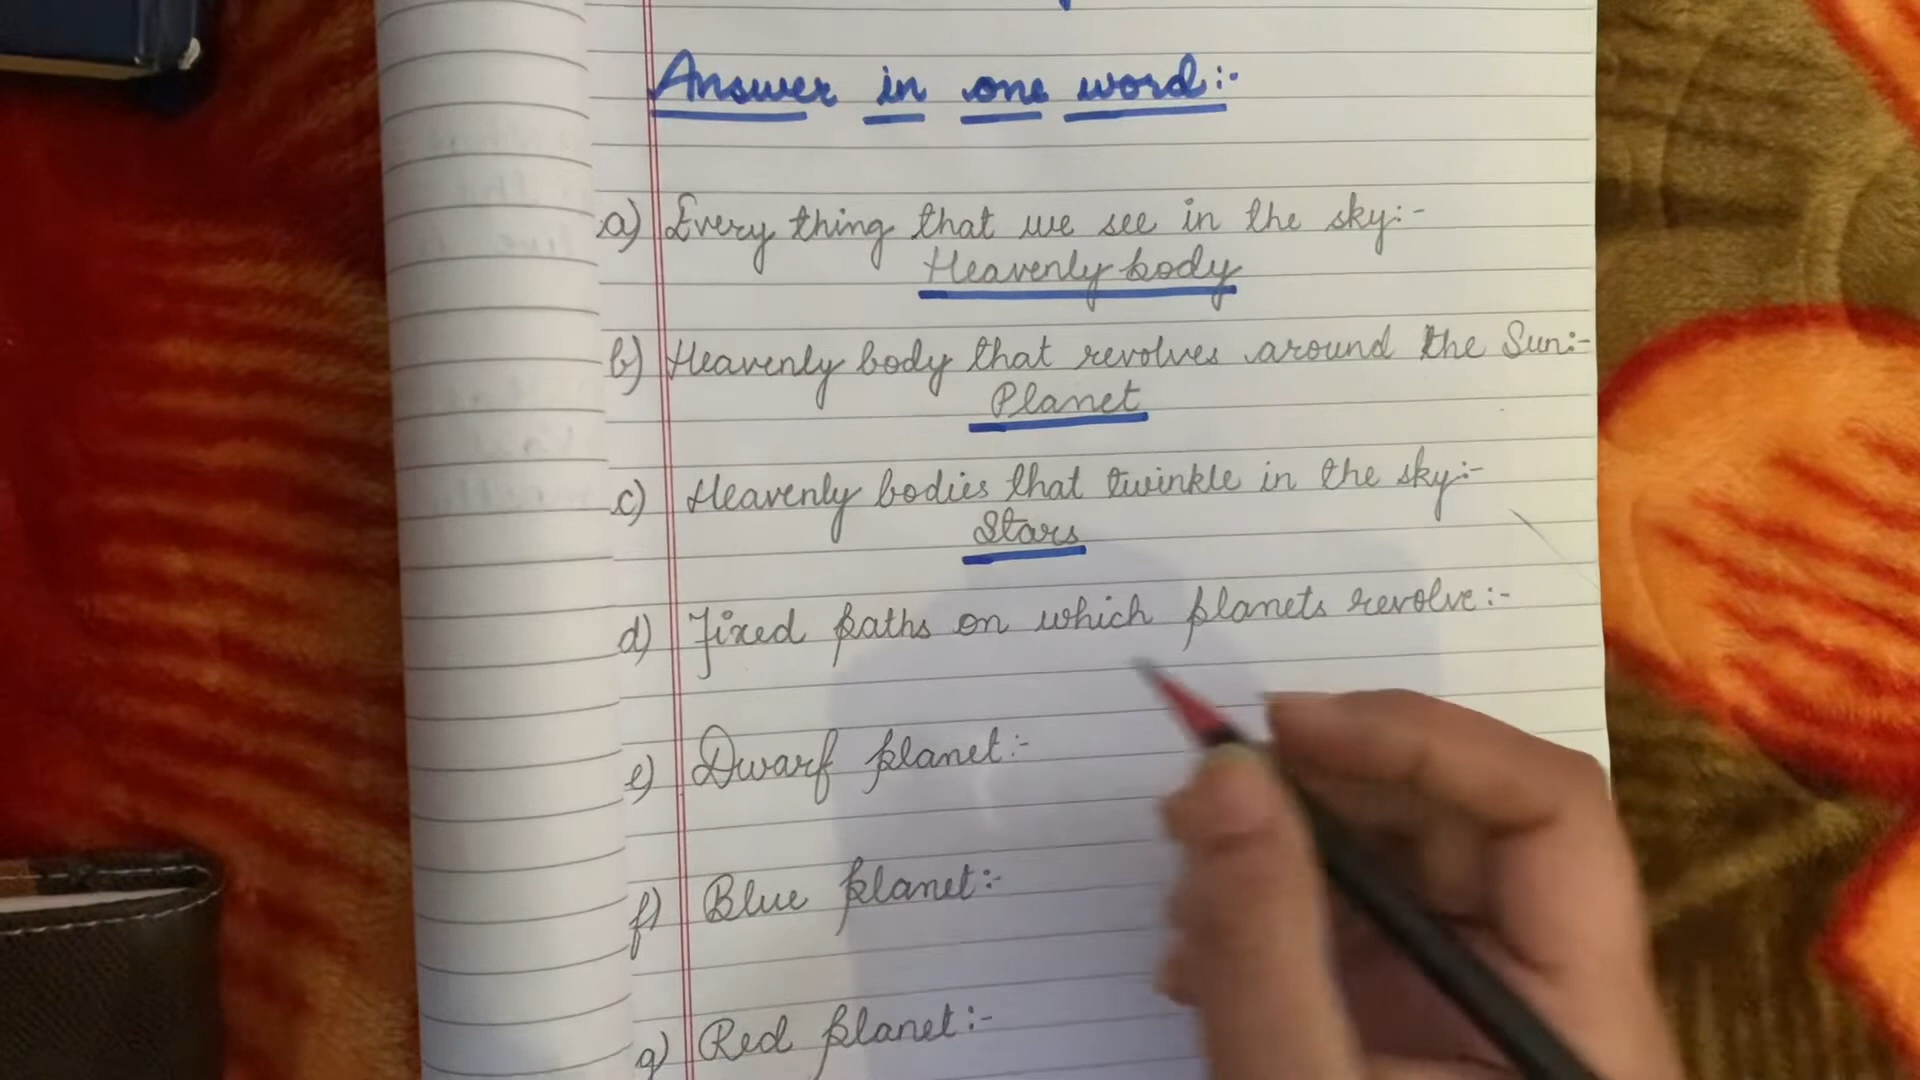 Answer in one word:-
a) Every thing that we see in the sky:-
Heavenly body
b) Heavenly body that revolves around the Sun:-
Planet
c) Heavenly bodies that twinkle in the sky:-
Stars
d) Fixed paths on which planets revolve:-
e) Dwarf planet:-
f) Blue planet:-
g) Red planet:-